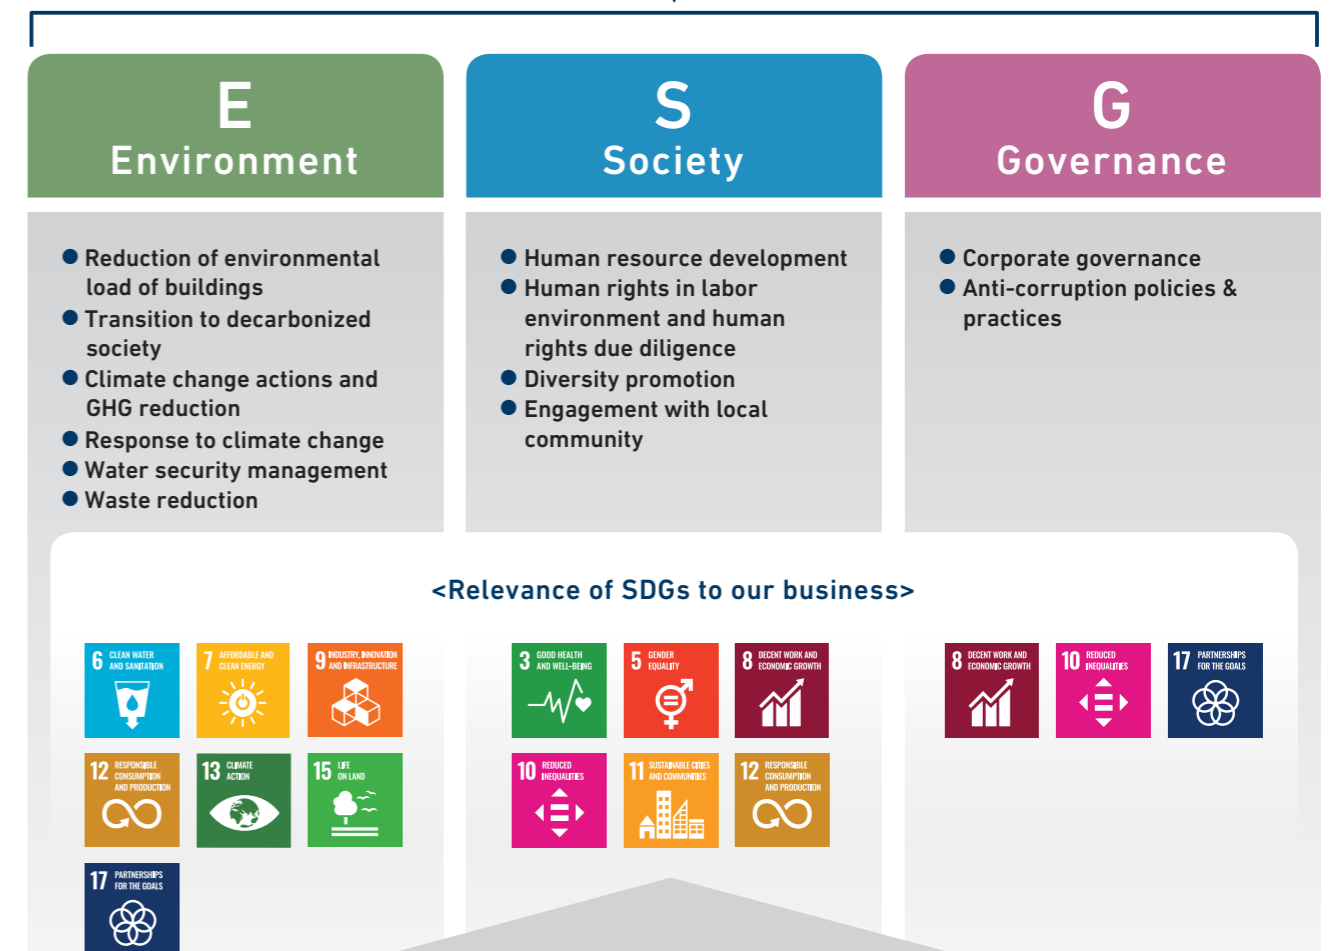 E
Environment
S
Society
G
Governance
● Reduction of environmental
load of buildings
● Transition to decarbonized
society
● Climate change actions and
GHG reduction
● Response to climate change
● Water security management
● Waste reduction
● Human resource development
● Human rights in labor
environment and human
rights due diligence
● Diversity promotion
● Engagement with local
community
● Corporate governance
● Anti-corruption policies &
practices
<Relevance of SDGs to our business>
6 CLEAN WATER
AND SANITATION
7 AFFORDABLE AND
CLEAN ENERGY
9 INDUSTRY, INNOVATION
AND INFRASTRUCTURE
12 RESPONSIBLE
CONSUMPTION
AND PRODUCTION
13 CLIMATE
ACTION
15 LIFE
ON LAND
17 PARTNERSHIPS
FOR THE GOALS
3 GOOD HEALTH
AND WELL-BEING
5 GENDER
EQUALITY
8 DECENT WORK AND
ECONOMIC GROWTH
10 REDUCED
INEQUALITIES
11 SUSTAINABLE CITIES
AND COMMUNITIES
12 RESPONSIBLE
CONSUMPTION
AND PRODUCTION
8 DECENT WORK AND
ECONOMIC GROWTH
10 REDUCED
INEQUALITIES
17 PARTNERSHIPS
FOR THE GOALS